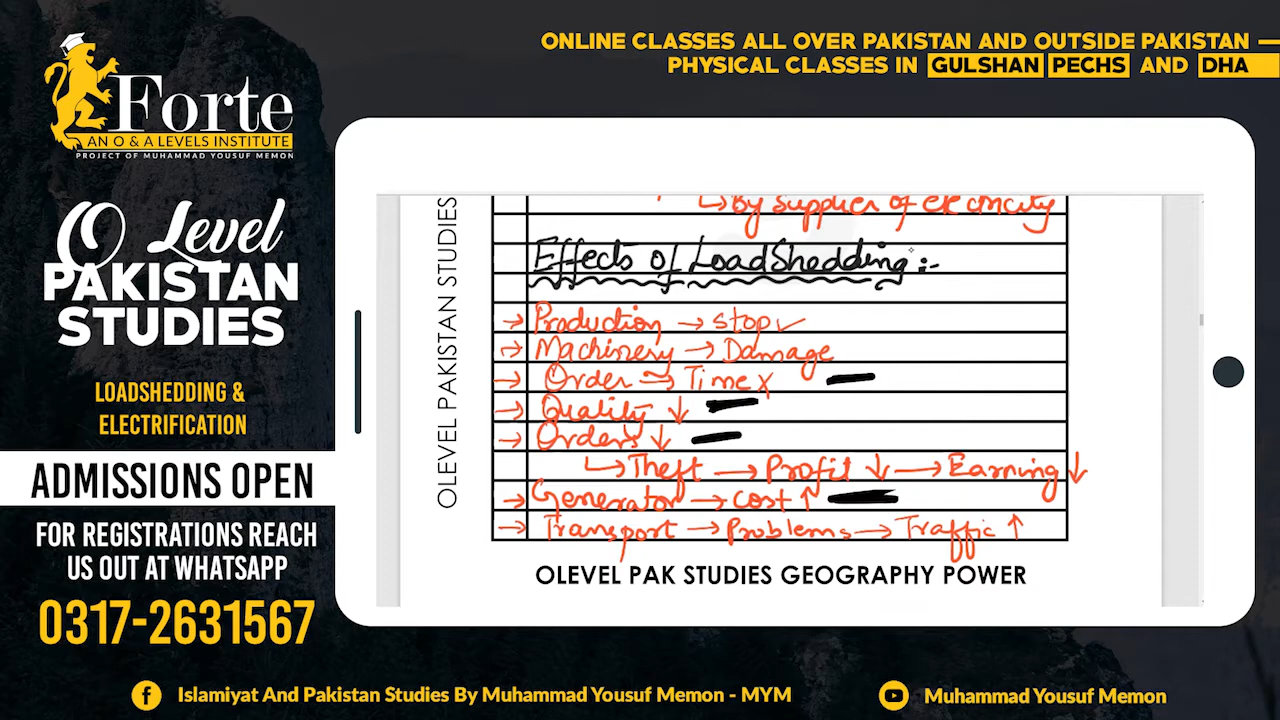 Forte
AN O & A LEVELS INSTITUTE
PROJECT OF MUHAMMAD YOUSUF MEMON
O Level
PAKISTAN
STUDIES
LOADSHEDDING &
ELECTRIFICATION
ADMISSIONS OPEN
FOR REGISTRATIONS REACH
US OUT AT WHATSAPP
0317-2631567
ONLINE CLASSES ALL OVER PAKISTAN AND OUTSIDE PAKISTAN
PHYSICAL CLASSES IN GULSHAN PECHS AND DHA
OLEVEL PAKISTAN STUDIES
↳ By supplier of electricity
Effects of LoadShedding :-
→ Production → stop ✓
→ Machinery → Damage
→ Order → Time x
→ Quality ↓
→ Orders ↓
↳ Theft → Profit ↓ → Earning ↓
→ Generator → cost ↑
→ Transport → Problems → Traffic ↑
OLEVEL PAK STUDIES GEOGRAPHY POWER
Islamiyat And Pakistan Studies By Muhammad Yousuf Memon - MYM
Muhammad Yousuf Memon